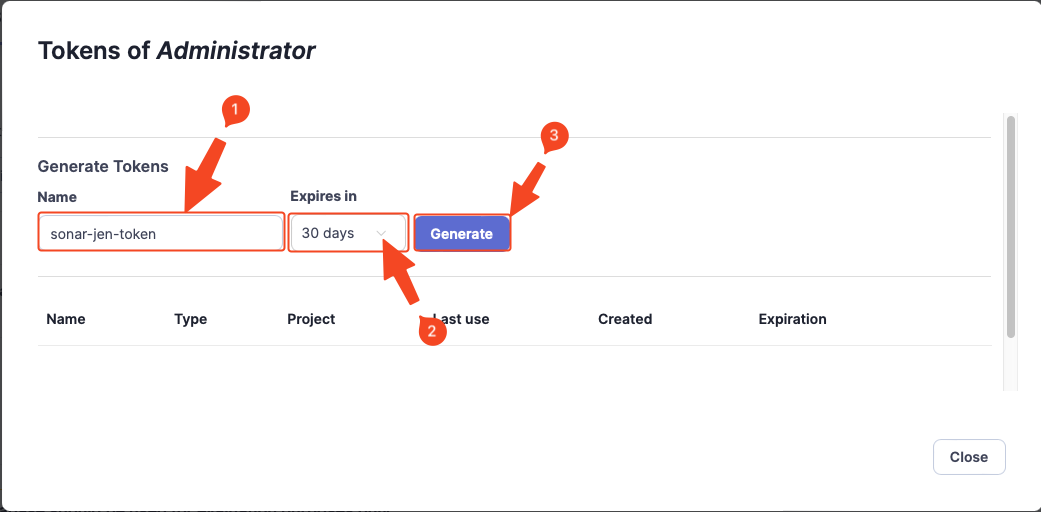 Tokens of Administrator
1
3
Generate Tokens
Name
Expires in
sonar-jen-token
30 days
Generate
Name Type Project Last use Created Expiration
2
Close